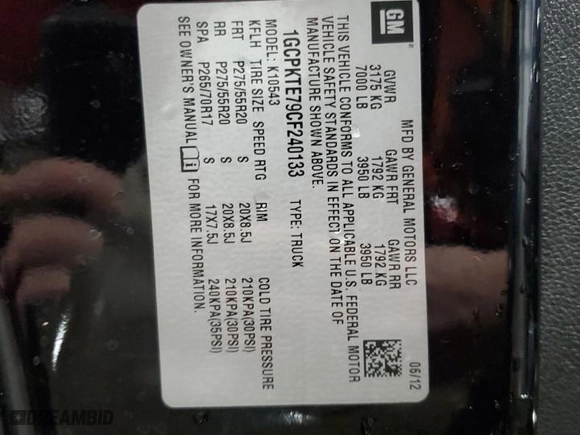 GM
MFD BY GENERAL MOTORS LLC 06/12
GVWR GAWR FRT GAWR RR
3175 KG 1792 KG 1792 KG
7000 LB 3950 LB 3950 LB
THIS VEHICLE CONFORMS TO ALL APPLICABLE U.S. FEDERAL MOTOR
VEHICLE SAFETY STANDARDS IN EFFECT ON THE DATE OF
MANUFACTURE SHOWN ABOVE.
1GCPKTE79CF240133 TYPE: TRUCK
MODEL: K10543
KFLH TIRE SIZE SPEED RTG RIM COLD TIRE PRESSURE
FRT P275/55R20 S 20X8.5J 210KPA(30PSI)
RR P275/55R20 S 20X8.5J 210KPA(30PSI)
SPA P265/70R17 S 17X7.5J 240KPA(35PSI)
SEE OWNER'S MANUAL FOR MORE INFORMATION.
DREAMBID